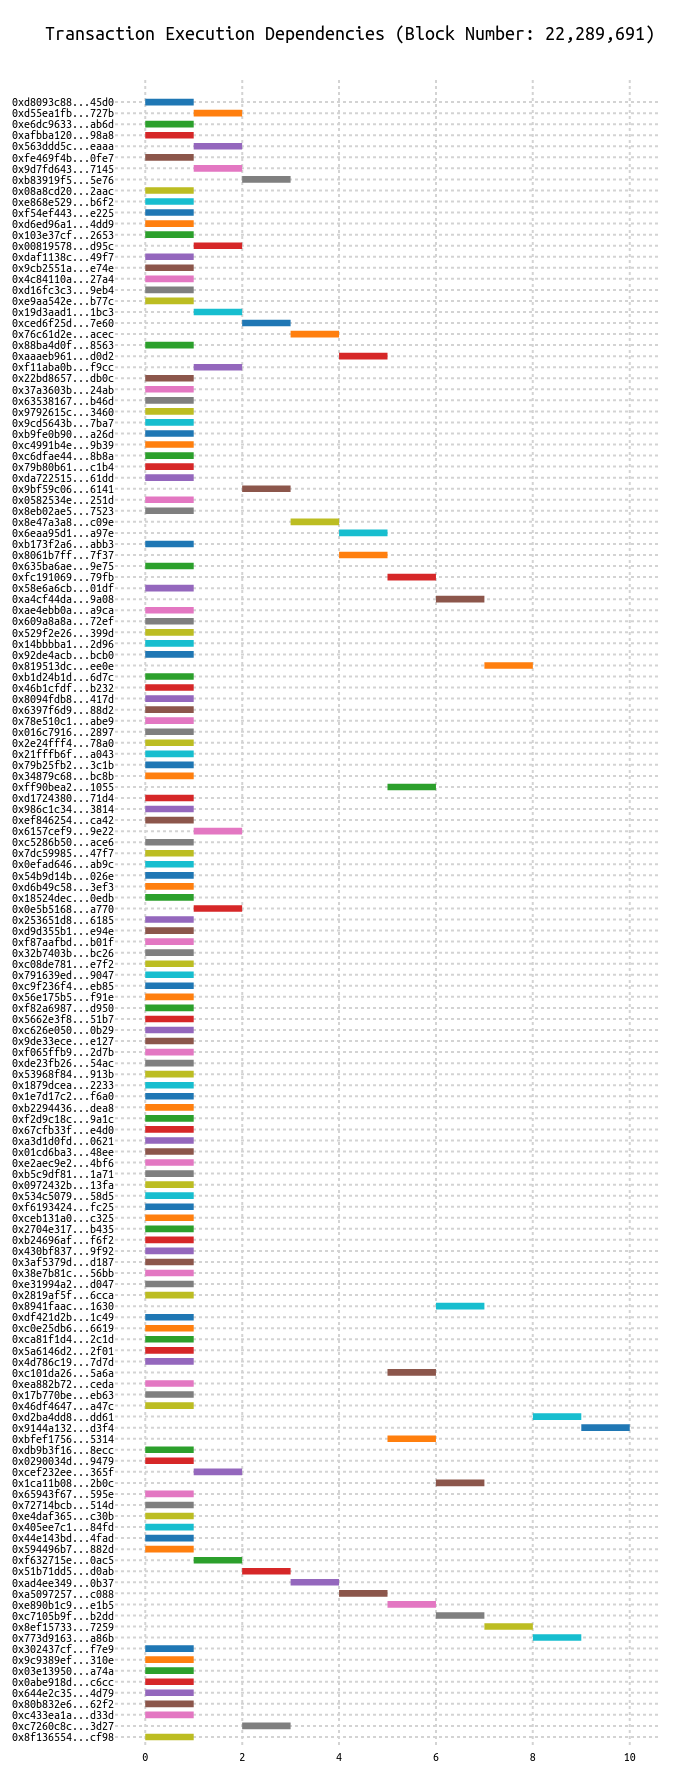 Transaction Execution Dependencies (Block Number: 22,289,691)
0xd8093c88...45d0
0xd55ea1fb...727b
0xe6dc9633...ab6d
0xafbba120...98a8
0x563ddd5c...eaaa
0xfe469f4b...0fe7
0x9d7fd643...7145
0xb83919f5...5e76
0x08a8cd20...2aac
0xe868e529...b6f2
0xf54ef443...e225
0xd6ed96a1...4dd9
0x103e37cf...2653
0x00819578...d95c
0xdaf1138c...49f7
0x9cb2551a...e74e
0x4c84110a...27a4
0xd16fc3c3...9eb4
0xe9aa542e...b77c
0x19d3aad1...1bc3
0xced6f25d...7e60
0x76c61d2e...acec
0x88ba4d0f...8563
0xaaaeb961...d0d2
0xf11aba0b...f9cc
0x22bd8657...db0c
0x37a3603b...24ab
0x63538167...b46d
0x9792615c...3460
0x9cd5643b...7ba7
0xb9fe0b90...a26d
0xc4991b4e...9b39
0xc6dfae44...8b8a
0x79b80b61...c1b4
0xda722515...61dd
0x9bf59c06...6141
0x0582534e...251d
0x8eb02ae5...7523
0x8e47a3a8...c09e
0x6eaa95d1...a97e
0xb173f2a6...abb3
0x8061b7ff...7f37
0x635ba6ae...9e75
0xfc191069...79fb
0x58e6a6cb...01df
0xa4cf44da...9a08
0xae4ebb0a...a9ca
0x609a8a8a...72ef
0x529f2e26...399d
0x14bbbba1...2d96
0x92de4acb...bcb0
0x819513dc...ee0e
0xb1d24b1d...6d7c
0x46b1cfdf...b232
0x8094fdb8...417d
0x6397f6d9...88d2
0x78e510c1...abe9
0x016c7916...2897
0x2e24fff4...78a0
0x21fffb6f...a043
0x79b25fb2...3c1b
0x34879c68...bc8b
0xff90bea2...1055
0xd1724380...71d4
0x986c1c34...3814
0xef846254...ca42
0x6157cef9...9e22
0xc5286b50...ace6
0x7dc59985...47f7
0x0efad646...ab9c
0x54b9d14b...026e
0xd6b49c58...3ef3
0x18524dec...0edb
0x0e5b5168...a770
0x253651d8...6185
0xd9d355b1...e94e
0xf87aafbd...b01f
0x32b7403b...bc26
0xc08de781...e7f2
0x791639ed...9047
0xc9f236f4...eb85
0x56e175b5...f91e
0xf82a6987...d950
0x5662e3f8...51b7
0xc626e050...0b29
0x9de33ece...e127
0xf065ffb9...2d7b
0xde23fb26...54ac
0x53968f84...913b
0x1879dcea...2233
0x1e7d17c2...f6a0
0xb2294436...dea8
0xf2d9c18c...9a1c
0x67cfb33f...e4d0
0xa3d1d0fd...0621
0x01cd6ba3...48ee
0xe2aec9e2...4bf6
0xb5c9df81...1a71
0x0972432b...13fa
0x534c5079...58d5
0xf6193424...fc25
0xceb131a0...c325
0x2704e317...b435
0xb24696af...f6f2
0x430bf837...9f92
0x3af5379d...d187
0x38e7b81c...56bb
0xe31994a2...d047
0x2819af5f...6cca
0x8941faac...1630
0xdf421d2b...1c49
0xc0e25db6...6619
0xca81f1d4...2c1d
0x5a6146d2...2f01
0x4d786c19...7d7d
0xc101da26...5a6a
0xea882b72...ceda
0x17b770be...eb63
0x46df4647...a47c
0xd2ba4dd8...dd61
0x9144a132...d3f4
0xbfef1756...5314
0xdb9b3f16...8ecc
0x0290034d...9479
0xcef232ee...365f
0x1ca11b08...2b0c
0x65943f67...595e
0x72714bcb...514d
0xe4daf365...c30b
0x405ee7c1...84fd
0x44e143bd...4fad
0x594496b7...882d
0xf632715e...0ac5
0x51b71dd5...d0ab
0xad4ee349...0b37
0xa5097257...c088
0xe890b1c9...e1b5
0xc7105b9f...b2dd
0x8ef15733...7259
0x773d9163...a86b
0x302437cf...f7e9
0x9c9389ef...310e
0x03e13950...a74a
0x0abe918d...c6cc
0x644e2c35...4d79
0x80b832e6...62f2
0xc433ea1a...d33d
0xc7260c8c...3d27
0x8f136554...cf98
0 2 4 6 8 10